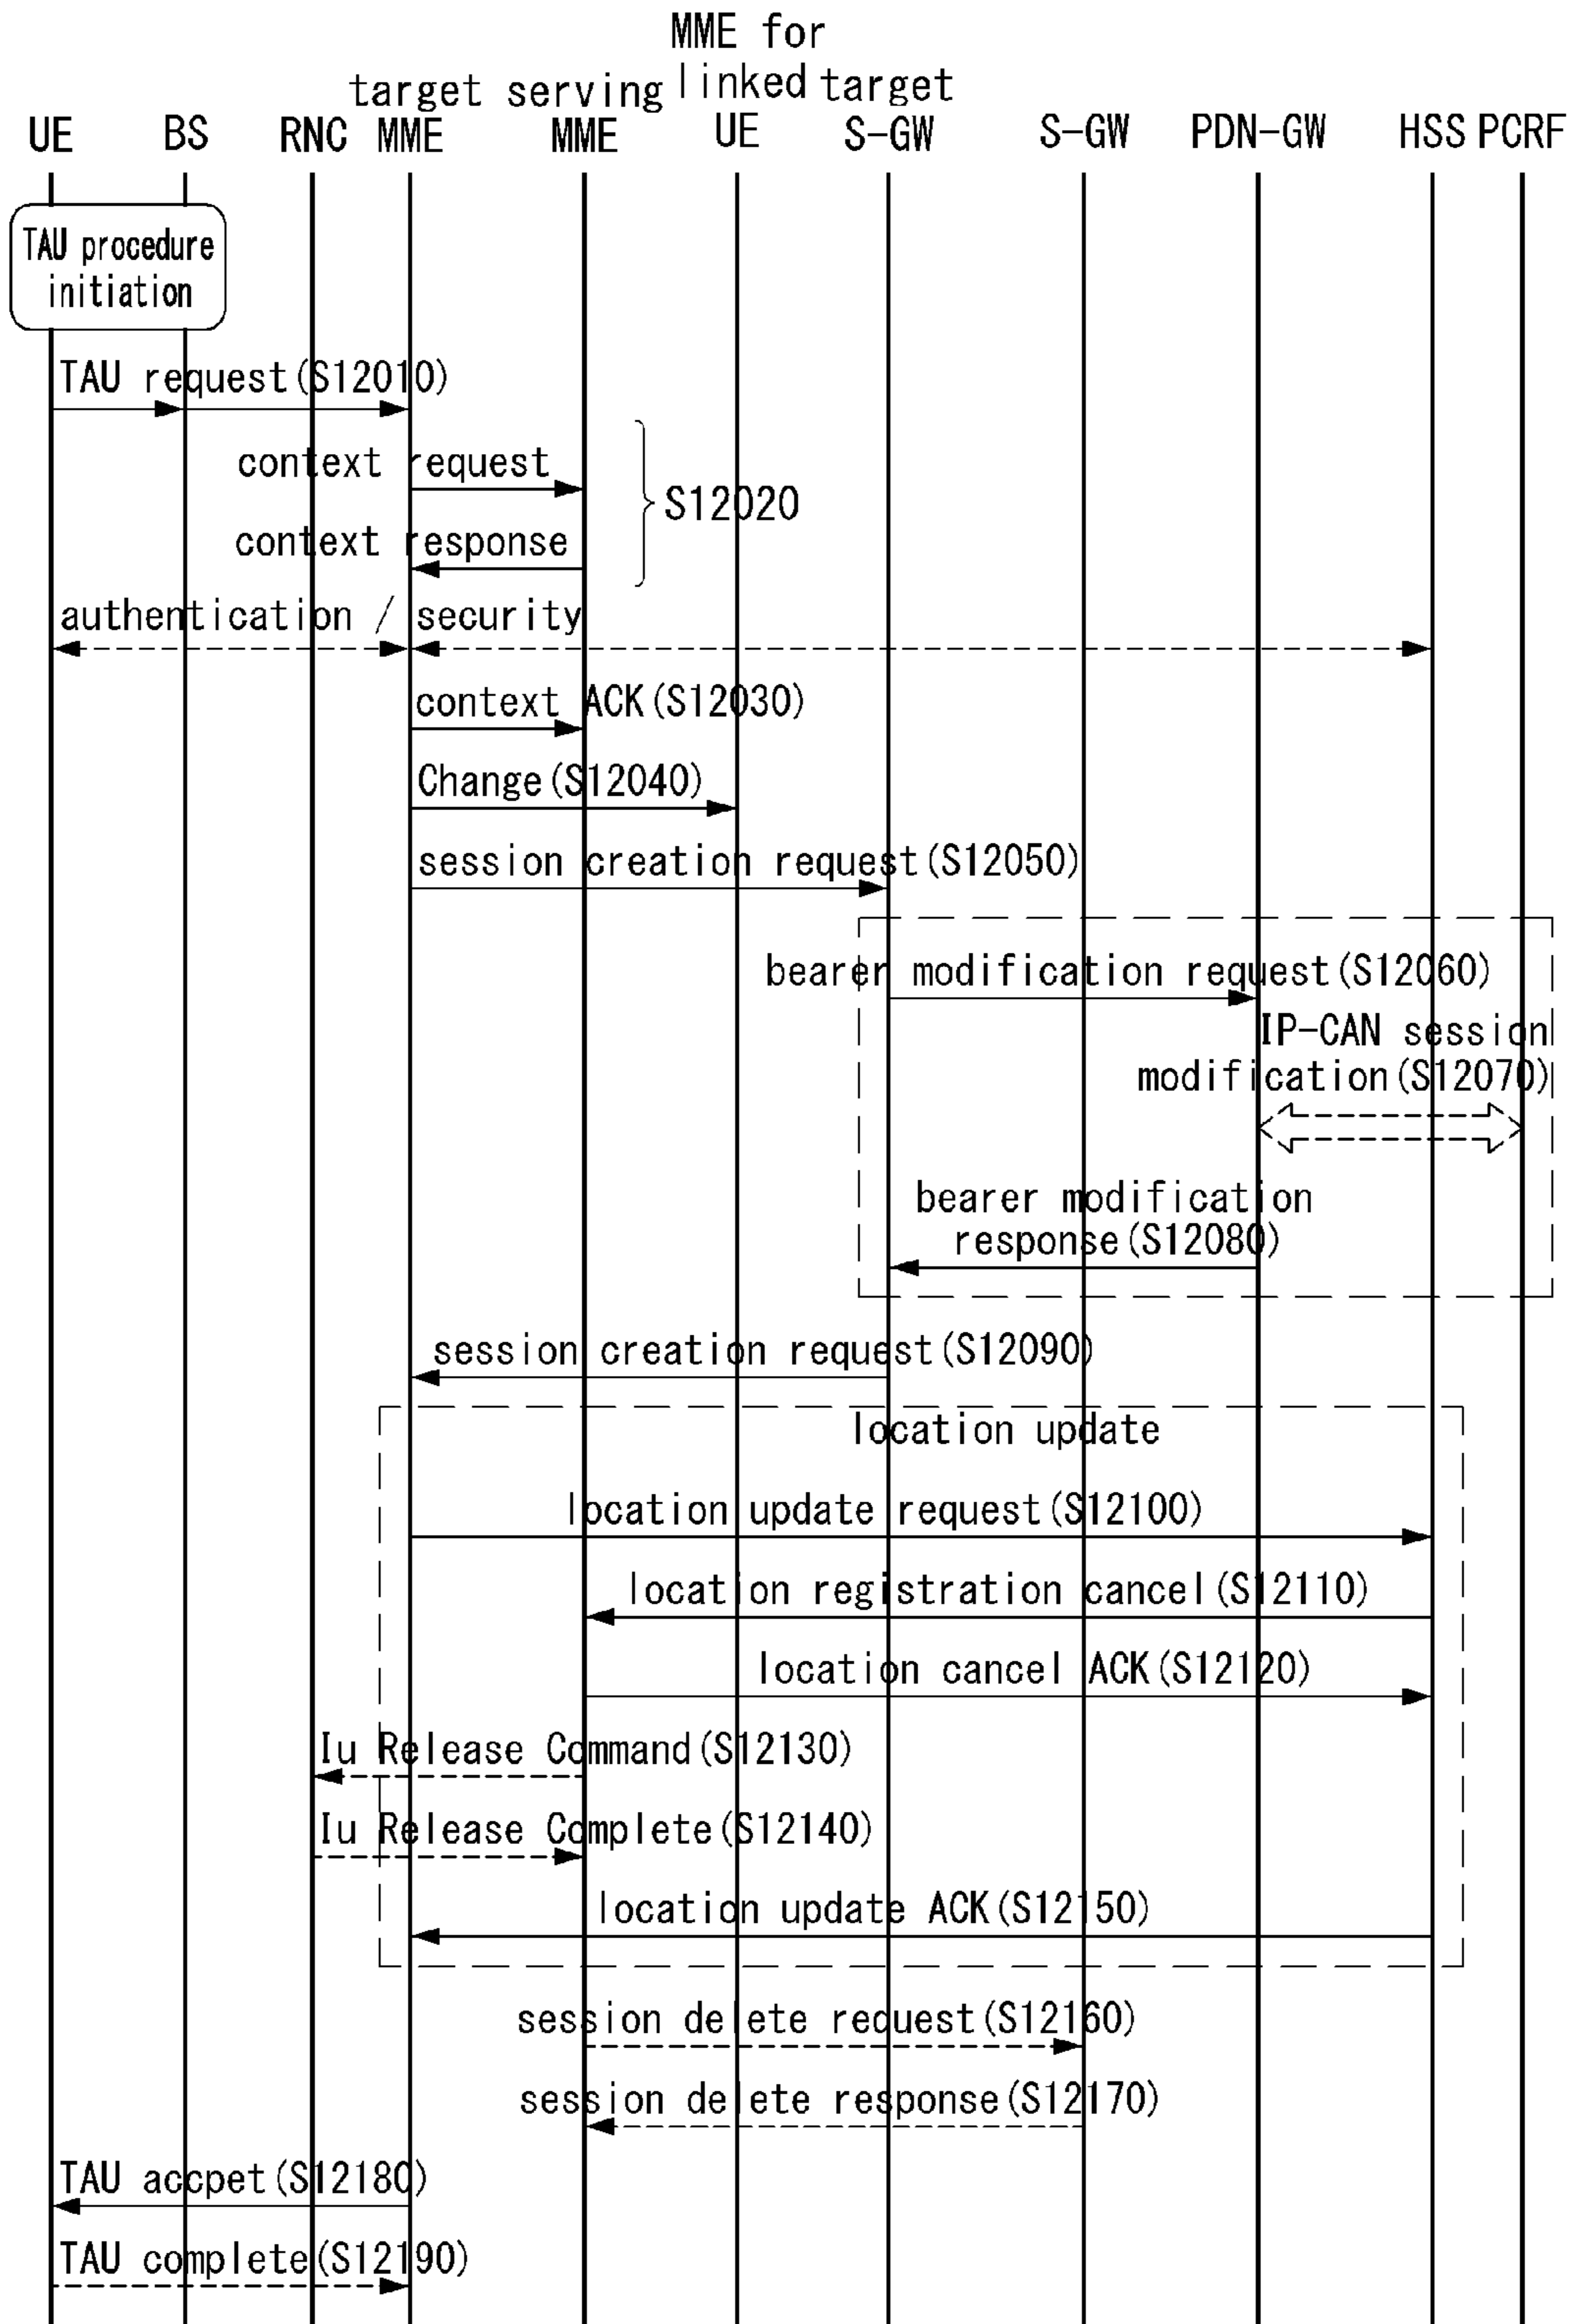 MME for
target serving linked target
UE BS RNC MME MME UE S-GW S-GW PDN-GW HSS PCRF
TAU procedure
initiation
TAU request(S12010)
context request
S12020
context response
authentication / security
context ACK(S12030)
Change(S12040)
session creation request(S12050)
bearer modification request(S12060)
IP-CAN session
modification(S12070)
bearer modification
response(S12080)
session creation request(S12090)
location update
location update request(S12100)
location registration cancel(S12110)
location cancel ACK(S12120)
Iu Release Command(S12130)
Iu Release Complete(S12140)
location update ACK(S12150)
session delete request(S12160)
session delete response(S12170)
TAU accpet(S12180)
TAU complete(S12190)